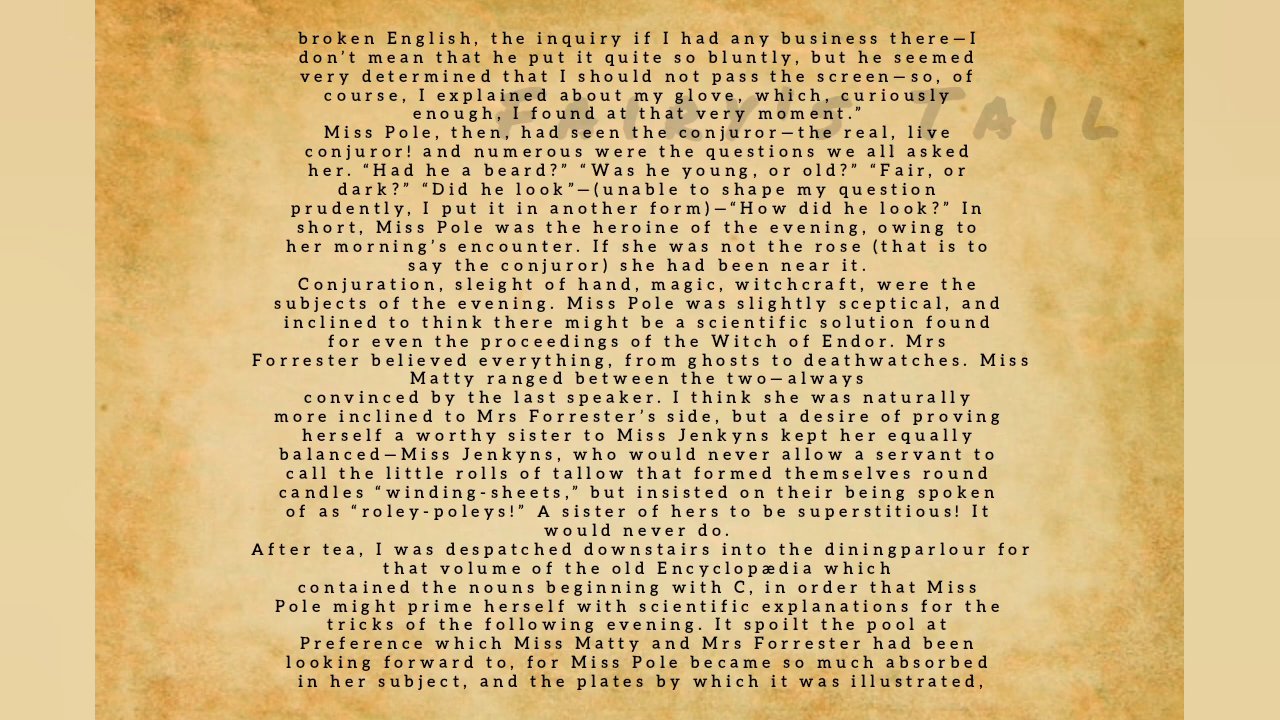 broken English, the inquiry if I had any business there—I
don’t mean that he put it quite so bluntly, but he seemed
very determined that I should not pass the screen—so, of
course, I explained about my glove, which, curiously
enough, I found at that very moment.”
FAIRY'S TAIL
Miss Pole, then, had seen the conjuror—the real, live
conjuror! and numerous were the questions we all asked
her. “Had he a beard?” “Was he young, or old?” “Fair, or
dark?” “Did he look”—(unable to shape my question
prudently, I put it in another form)—“How did he look?” In
short, Miss Pole was the heroine of the evening, owing to
her morning’s encounter. If she was not the rose (that is to
say the conjuror) she had been near it.
Conjuration, sleight of hand, magic, witchcraft, were the
subjects of the evening. Miss Pole was slightly sceptical, and
inclined to think there might be a scientific solution found
for even the proceedings of the Witch of Endor. Mrs
Forrester believed everything, from ghosts to deathwatches. Miss
Matty ranged between the two—always
convinced by the last speaker. I think she was naturally
more inclined to Mrs Forrester’s side, but a desire of proving
herself a worthy sister to Miss Jenkyns kept her equally
balanced—Miss Jenkyns, who would never allow a servant to
call the little rolls of tallow that formed themselves round
candles “winding-sheets,” but insisted on their being spoken
of as “roley-poleys!” A sister of hers to be superstitious! It
would never do.
After tea, I was despatched downstairs into the diningparlour for
that volume of the old Encyclopædia which
contained the nouns beginning with C, in order that Miss
Pole might prime herself with scientific explanations for the
tricks of the following evening. It spoilt the pool at
Preference which Miss Matty and Mrs Forrester had been
looking forward to, for Miss Pole became so much absorbed
in her subject, and the plates by which it was illustrated,